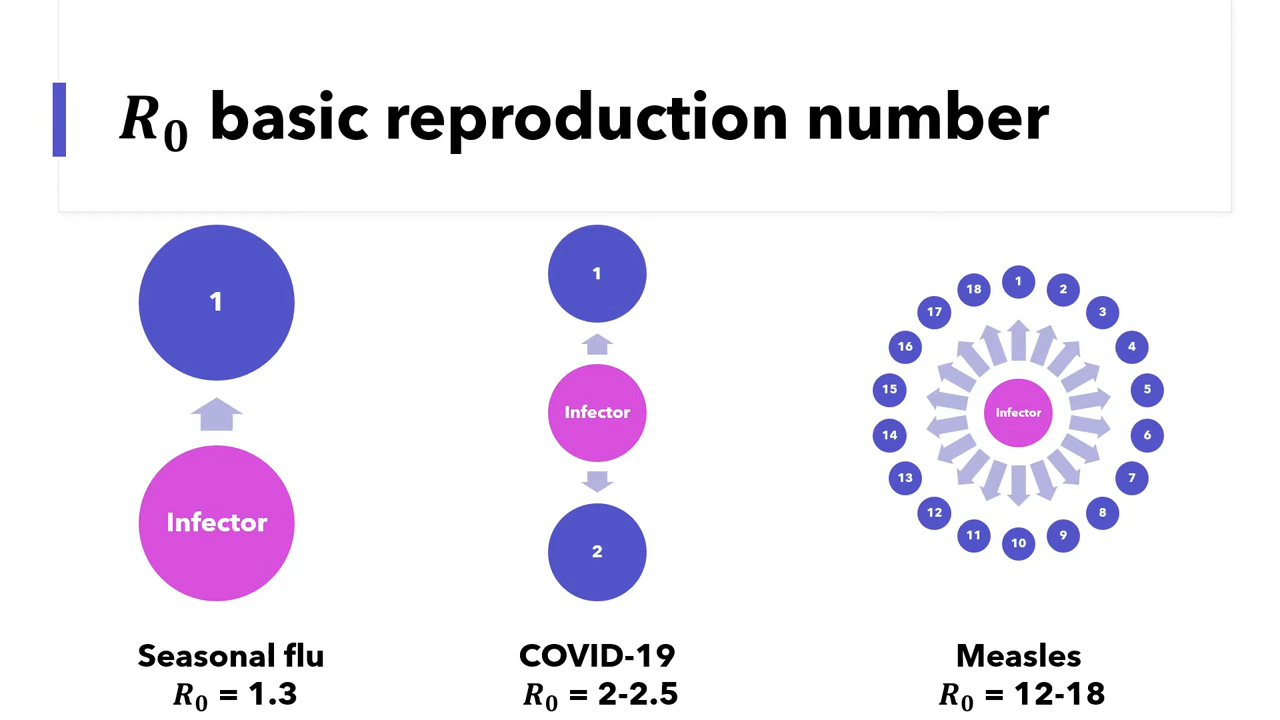 R₀ basic reproduction number
1
Infector
Seasonal flu
R₀ = 1.3
1
Infector
2
COVID-19
R₀ = 2-2.5
1
2
3
4
5
6
7
8
9
10
11
12
13
14
15
16
17
18
Infector
Measles
R₀ = 12-18